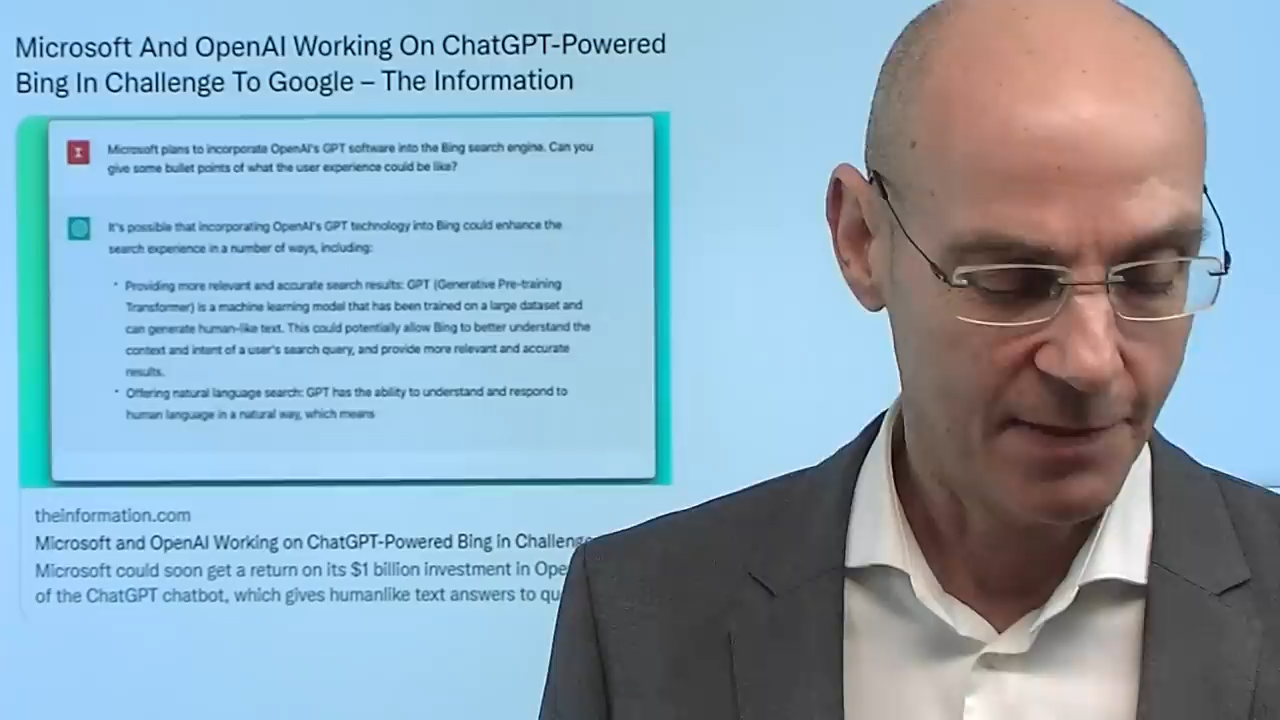 Microsoft And OpenAI Working On ChatGPT-Powered
Bing In Challenge To Google – The Information
I
Microsoft plans to incorporate OpenAI's GPT software into the Bing search engine. Can you
give some bullet points of what the user experience could be like?
It's possible that incorporating OpenAI's GPT technology into Bing could enhance the
search experience in a number of ways, including:
• Providing more relevant and accurate search results: GPT (Generative Pre-training
Transformer) is a machine learning model that has been trained on a large dataset and
can generate human-like text. This could potentially allow Bing to better understand the
context and intent of a user's search query, and provide more relevant and accurate
results.
• Offering natural language search: GPT has the ability to understand and respond to
human language in a natural way, which means
theinformation.com
Microsoft and OpenAI Working on ChatGPT-Powered Bing in Challenge
Microsoft could soon get a return on its $1 billion investment in Ope
of the ChatGPT chatbot, which gives humanlike text answers to qu